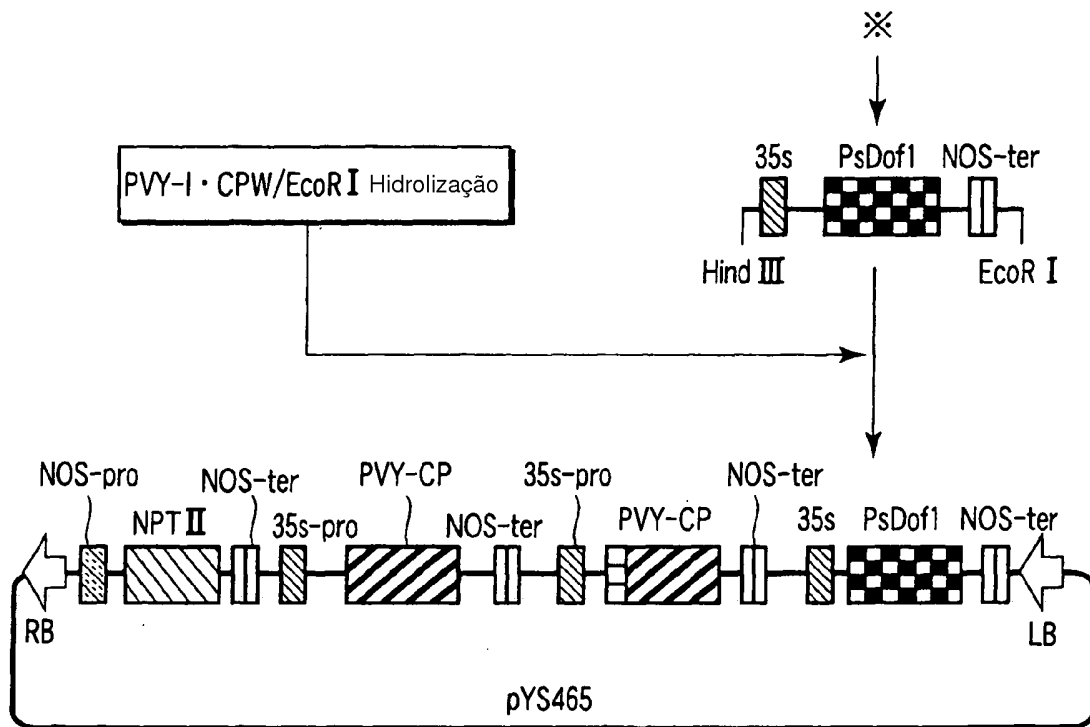 ※
35s PsDof1 NOS-ter
PVY-I・CPW/EcoR I Hidrolização
Hind III EcoR I
NOS-pro NPT II NOS-ter 35s-pro PVY-CP NOS-ter 35s-pro PVY-CP NOS-ter 35s PsDof1 NOS-ter
RB LB
pYS465